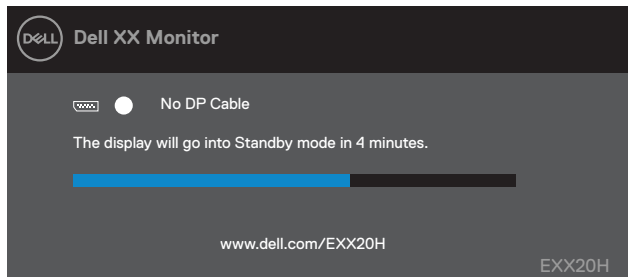 DELL Dell XX Monitor
No DP Cable
The display will go into Standby mode in 4 minutes.
www.dell.com/EXX20H
EXX20H